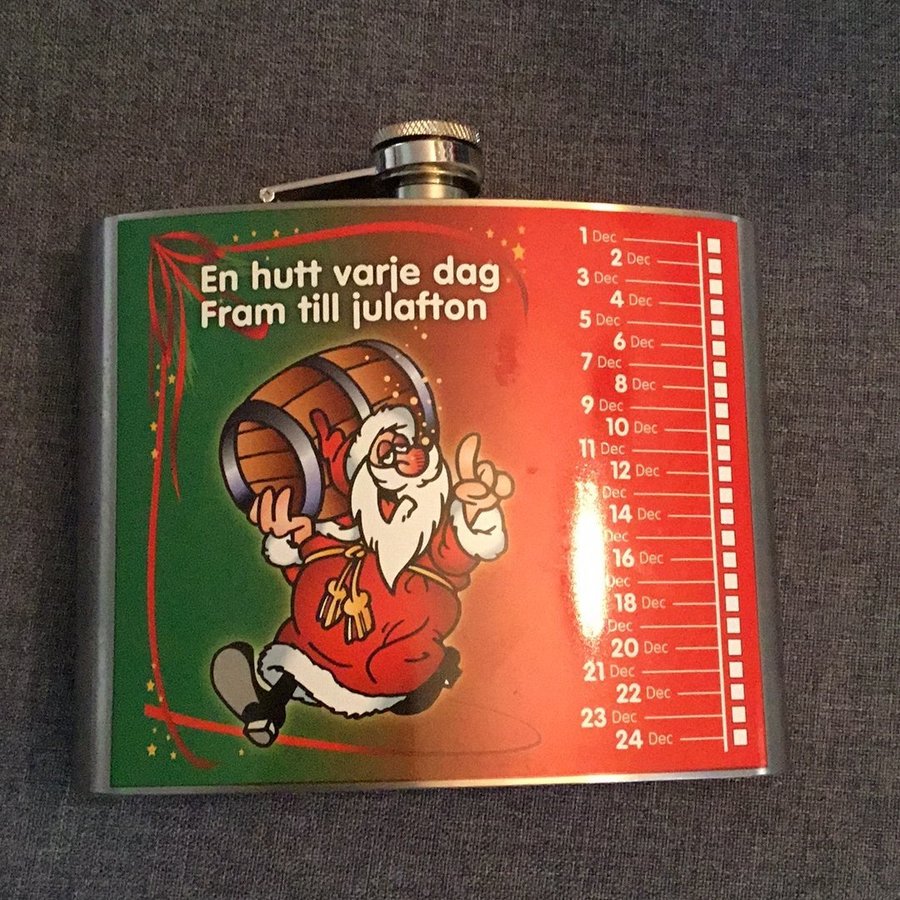 En hutt varje dag
Fram till julafton
1 Dec
2 Dec
3 Dec
4 Dec
5 Dec
6 Dec
7 Dec
8 Dec
9 Dec
10 Dec
11 Dec
12 Dec
Dec
14 Dec
Dec
16 Dec
Dec
18 Dec
Dec
20 Dec
21 Dec
22 Dec
23 Dec
24 Dec